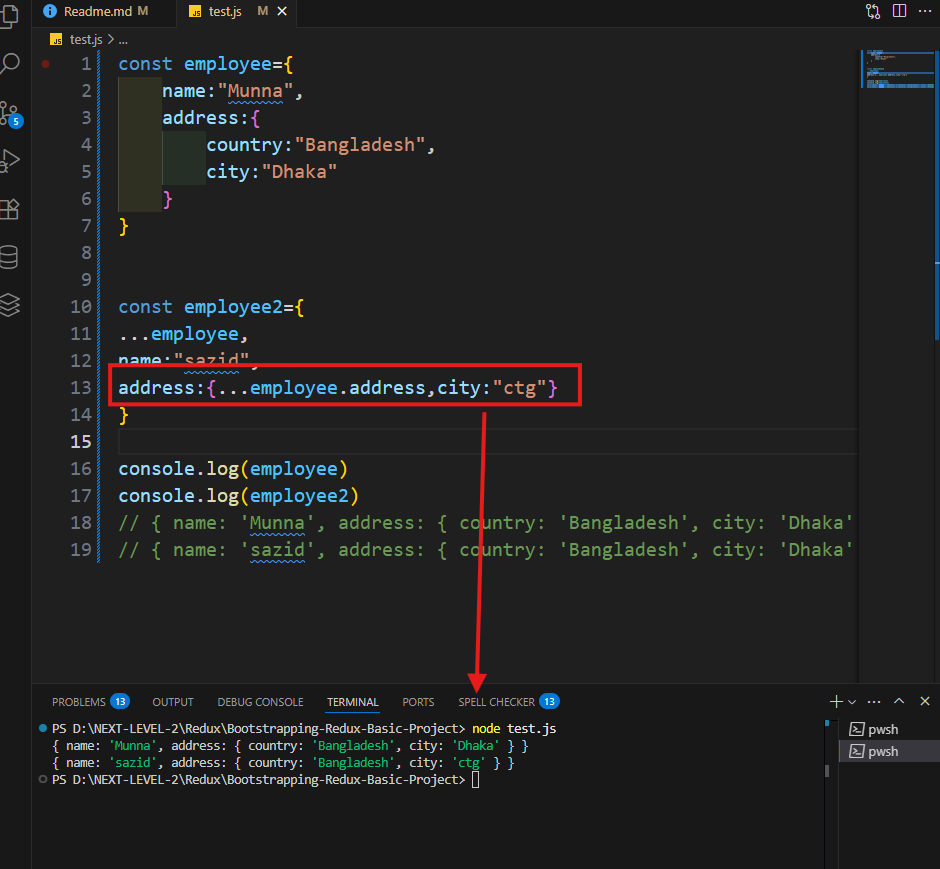 Readme.md M
test.js M
test.js > ...
1 const employee={
2 name:"Munna",
3 address:{
4 country:"Bangladesh",
5 city:"Dhaka"
6 }
7 }
8
9
10 const employee2={
11 ...employee,
12 name:"sazid",
13 address:{...employee.address,city:"ctg"}
14 }
15
16 console.log(employee)
17 console.log(employee2)
18 // { name: 'Munna', address: { country: 'Bangladesh', city: 'Dhaka'
19 // { name: 'sazid', address: { country: 'Bangladesh', city: 'Dhaka'
5
PROBLEMS 13 OUTPUT DEBUG CONSOLE TERMINAL PORTS SPELL CHECKER 13
PS D:\NEXT-LEVEL-2\Redux\Bootstrapping-Redux-Basic-Project> node test.js
{ name: 'Munna', address: { country: 'Bangladesh', city: 'Dhaka' } }
{ name: 'sazid', address: { country: 'Bangladesh', city: 'ctg' } }
PS D:\NEXT-LEVEL-2\Redux\Bootstrapping-Redux-Basic-Project>
pwsh
pwsh